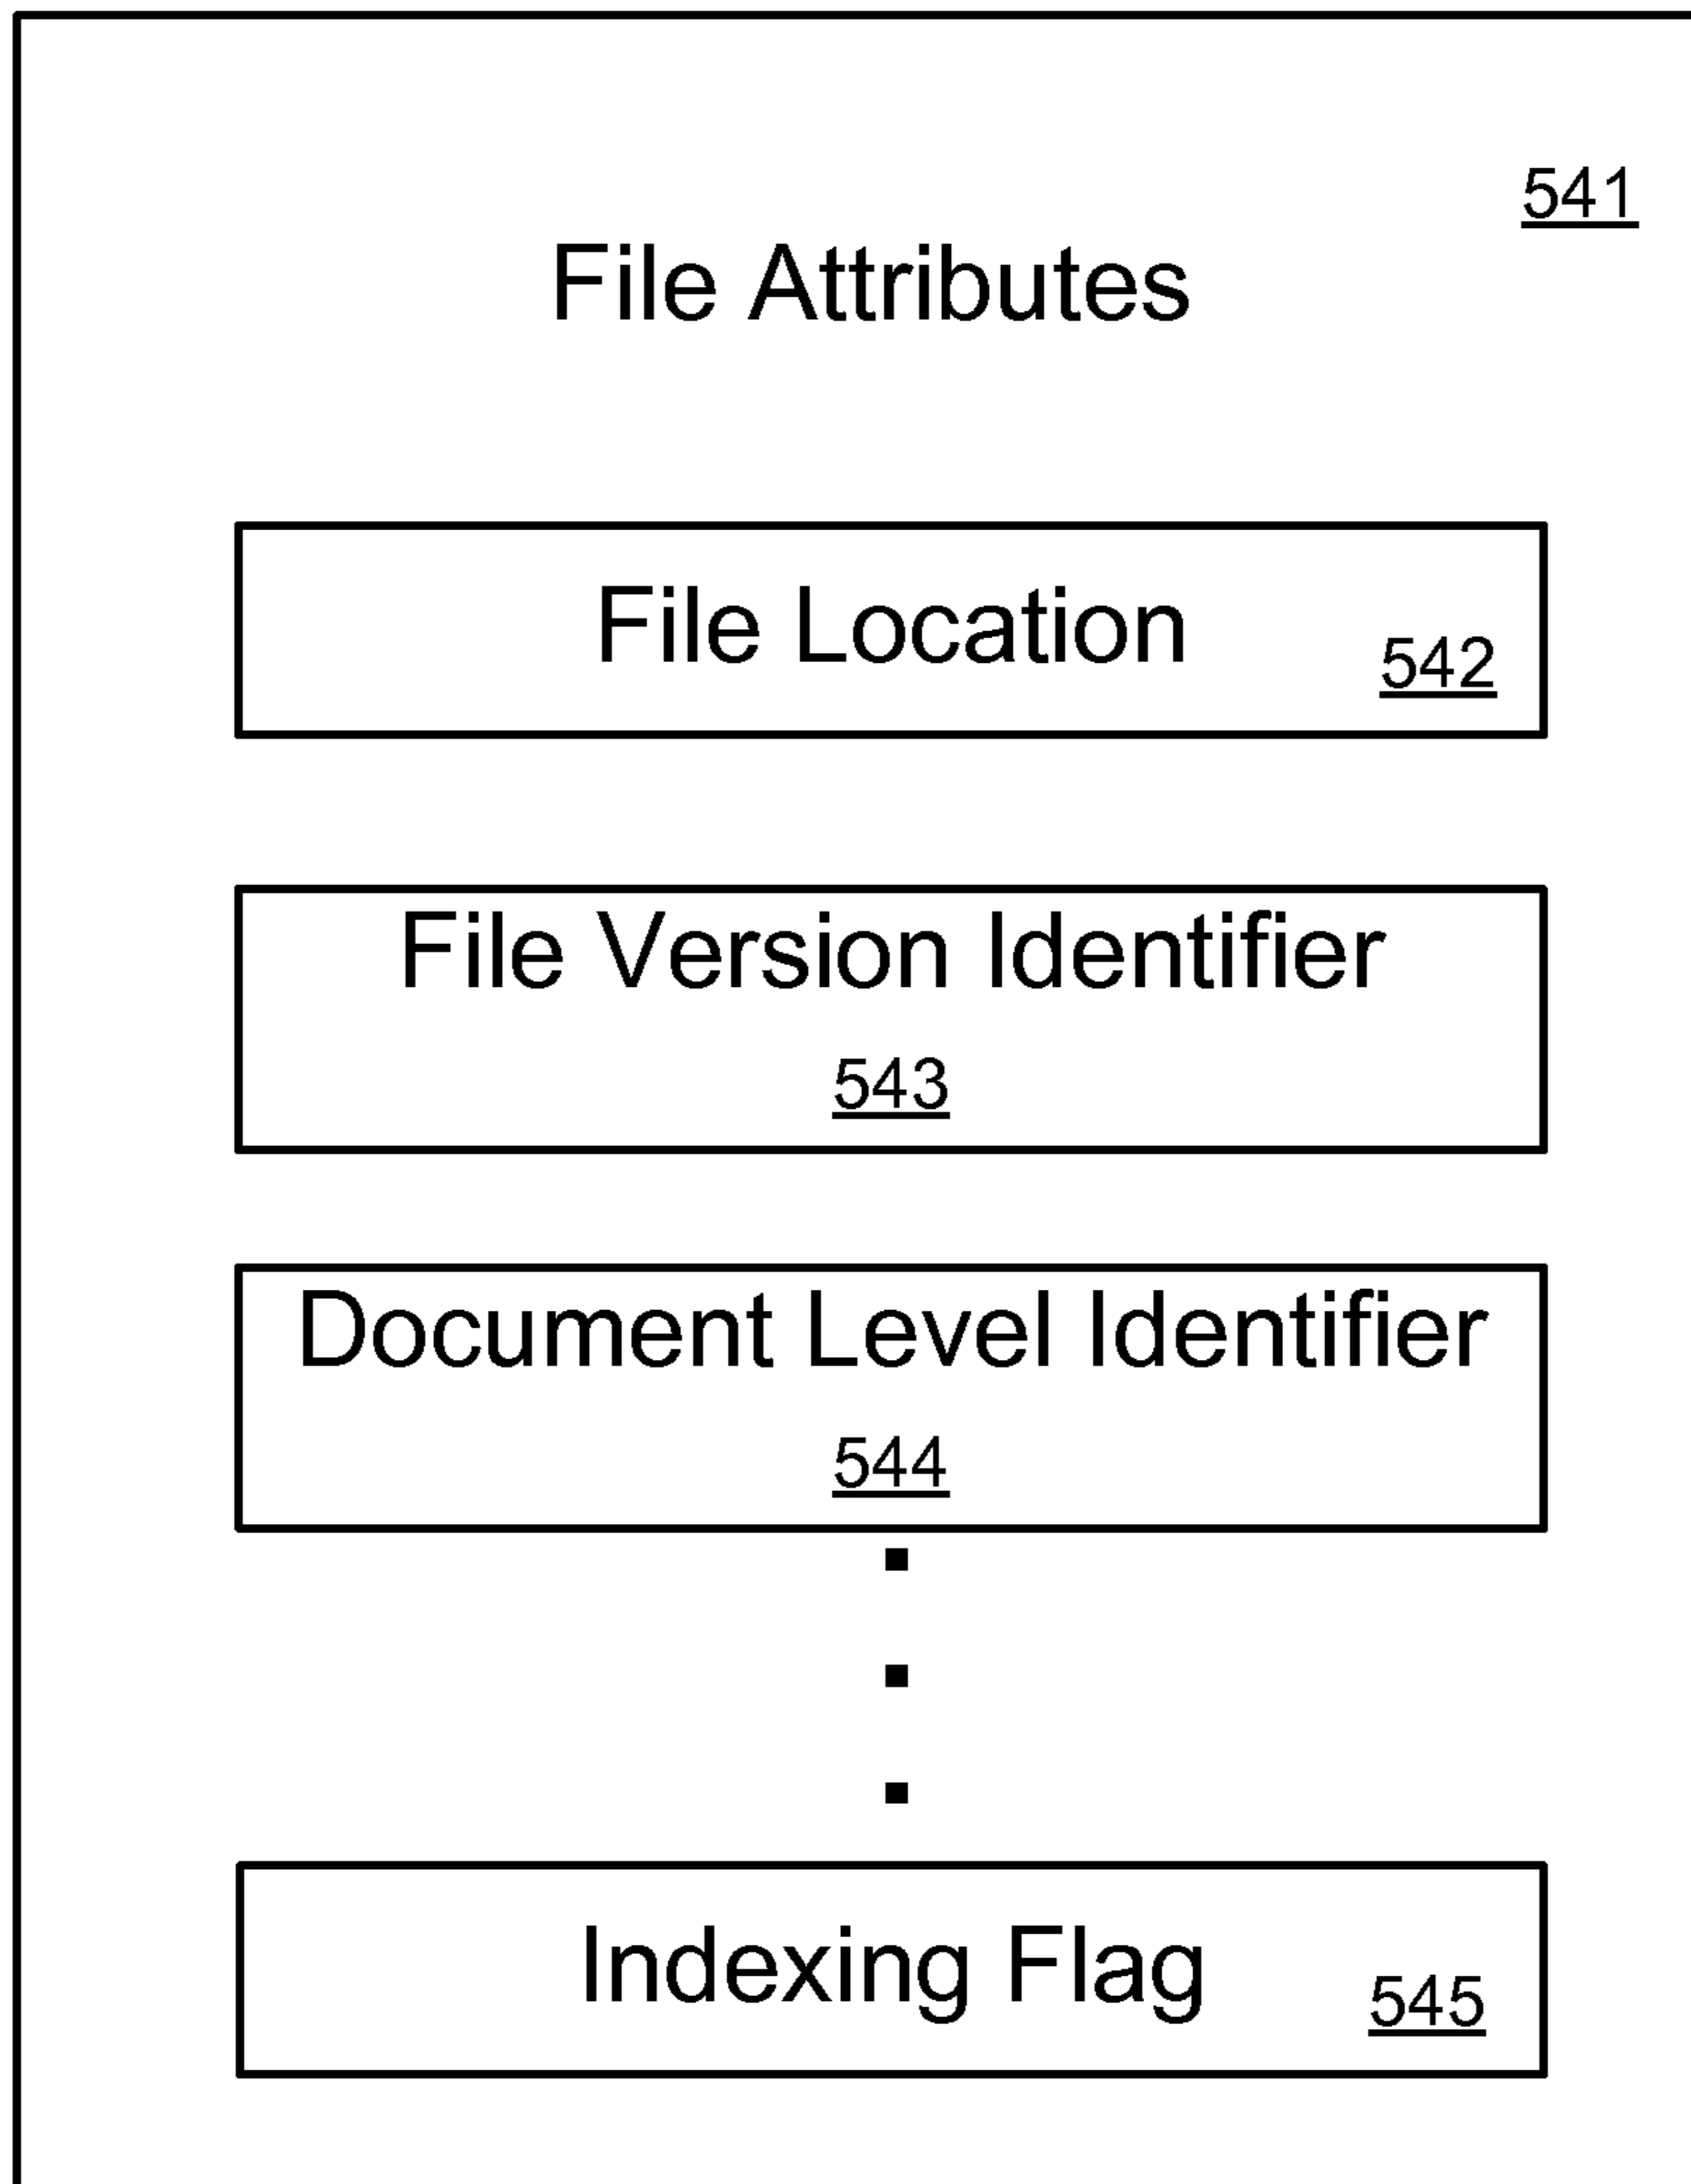 541
File Attributes
File Location
542
File Version Identifier
543
Document Level Identifier
544
Indexing Flag
545